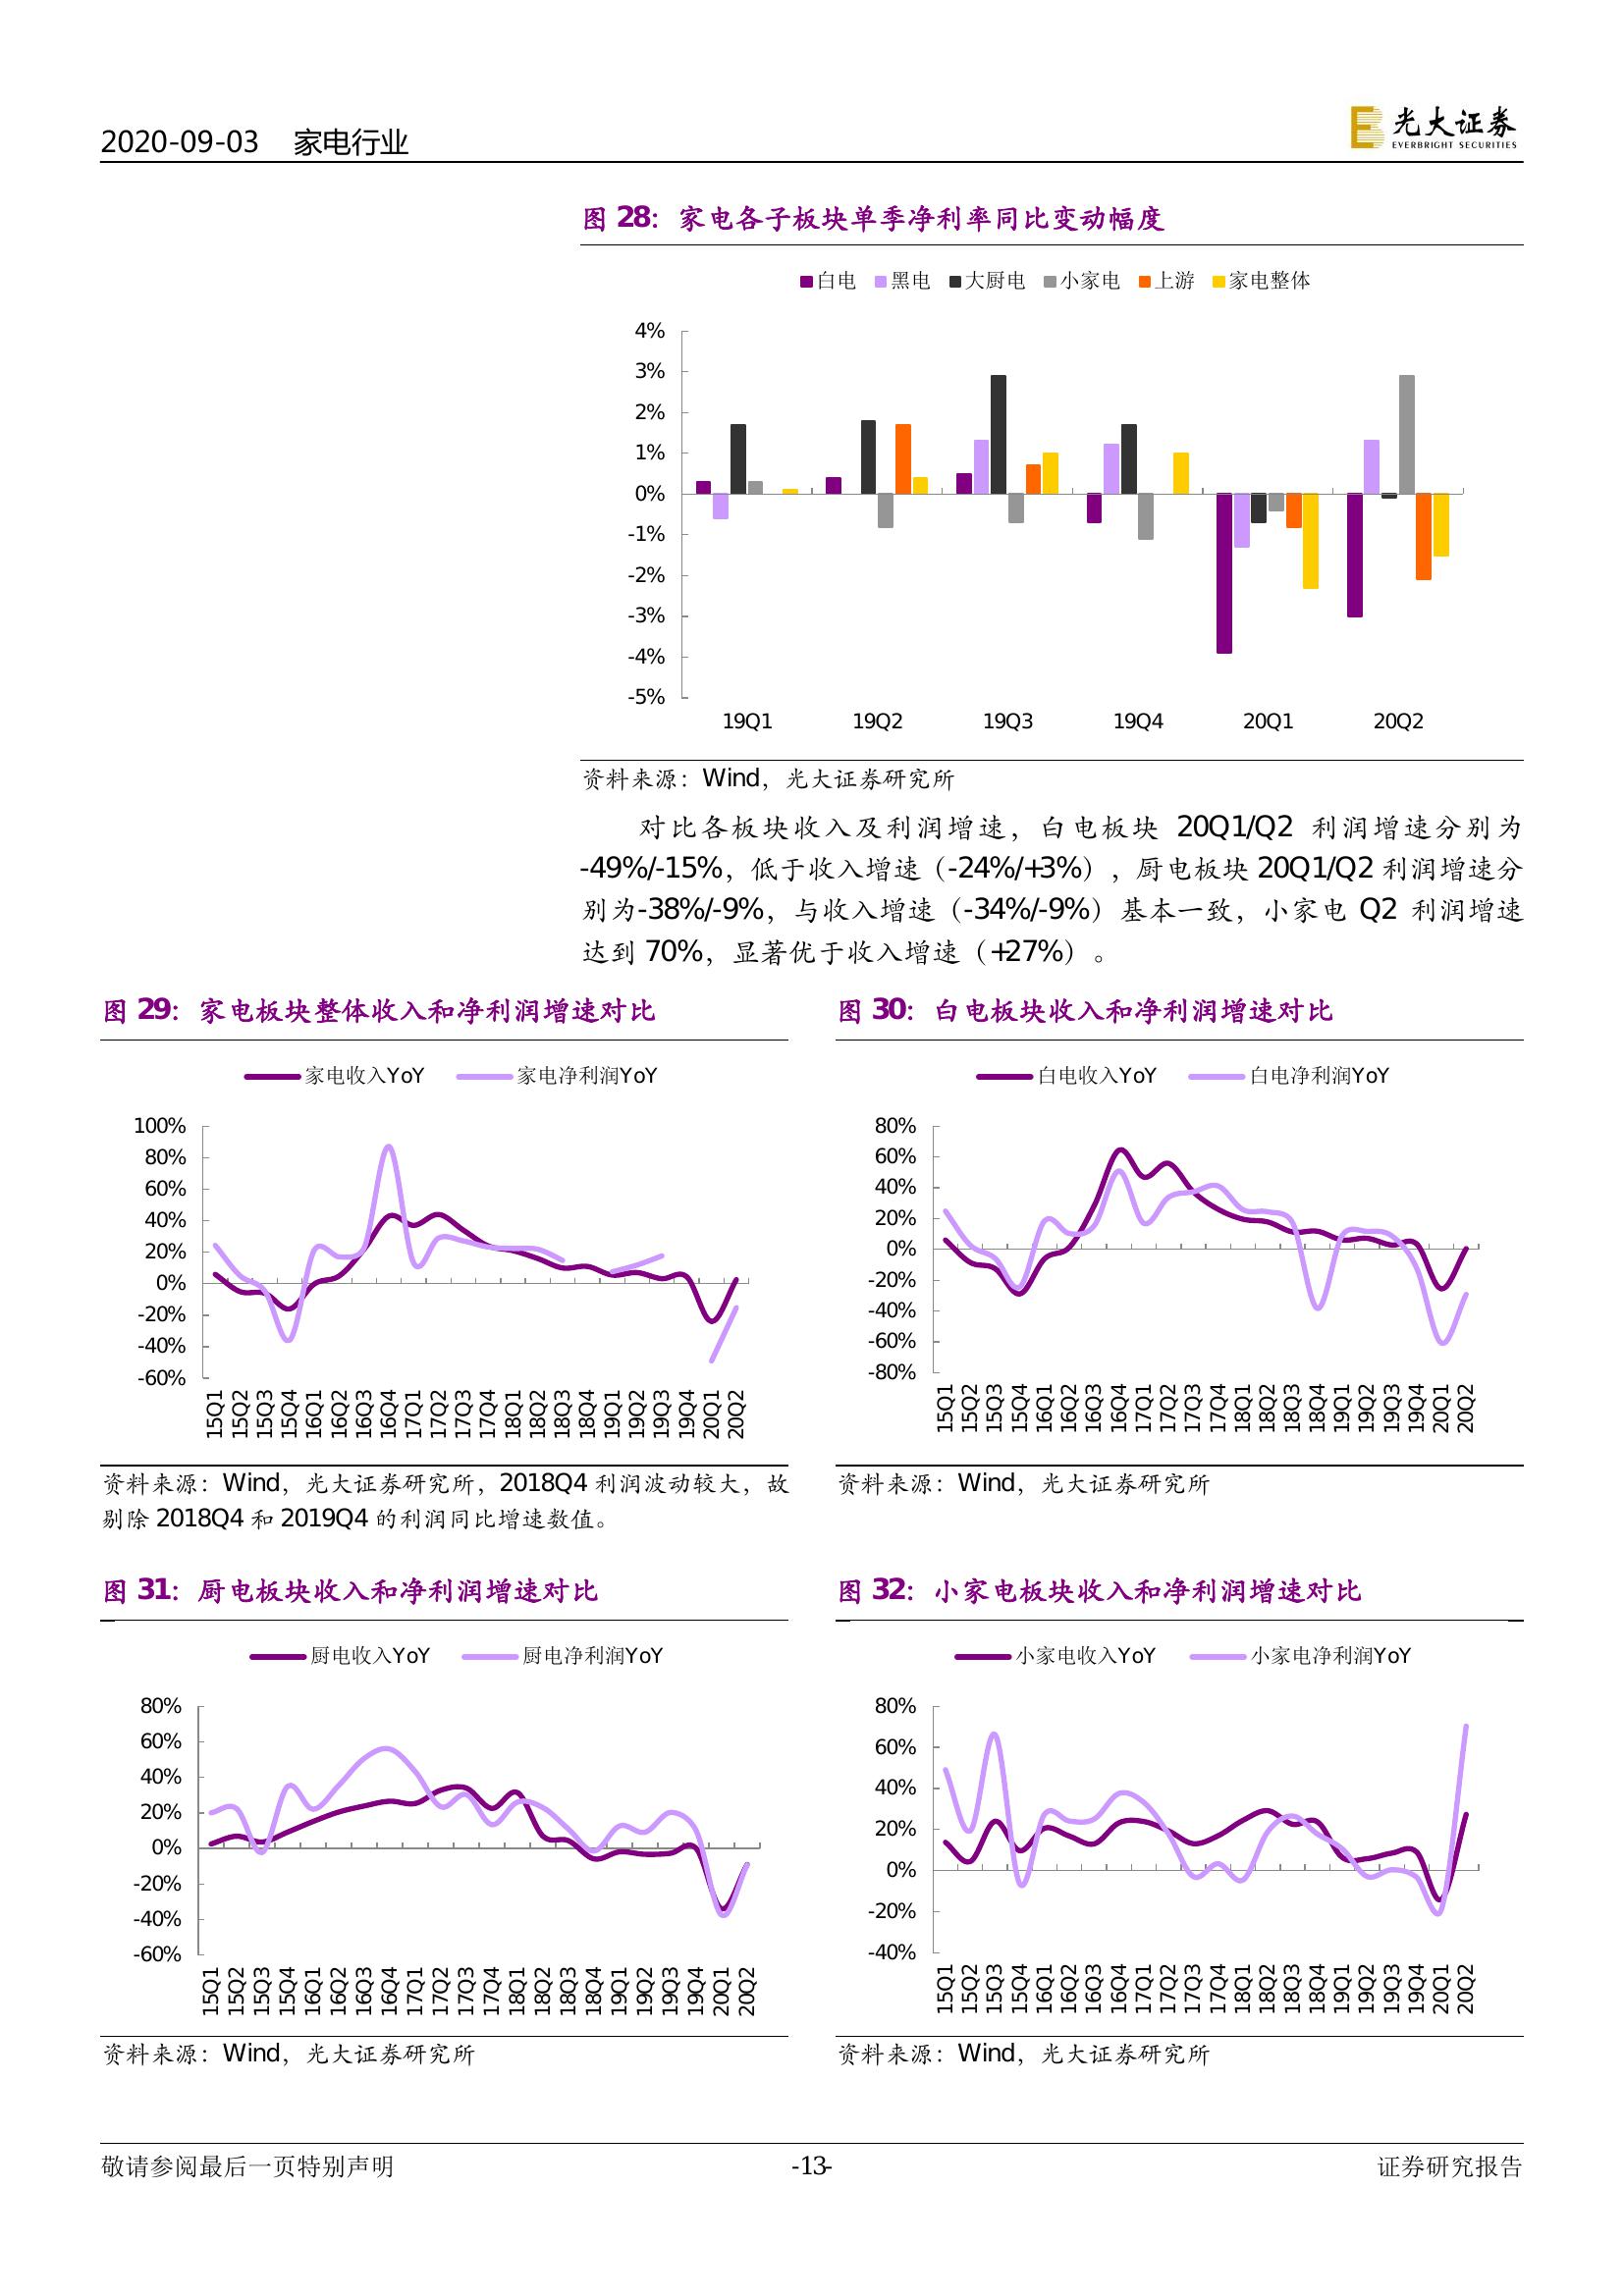 2020-09-03 家电行业
光大证券
EVERBRIGHT SECURITIES
图 28：家电各子板块单季净利率同比变动幅度
白电 黑电 大厨电 小家电 上游 家电整体
4%
3%
2%
1%
0%
-1%
-2%
-3%
-4%
-5%
19Q1 19Q2 19Q3 19Q4 20Q1 20Q2
资料来源：Wind，光大证券研究所
对比各板块收入及利润增速，白电板块 20Q1/Q2 利润增速分别为
-49%/-15%，低于收入增速（-24%/+3%），厨电板块 20Q1/Q2 利润增速分
别为-38%/-9%，与收入增速（-34%/-9%）基本一致，小家电 Q2 利润增速
达到 70%，显著优于收入增速（+27%）。
图 29：家电板块整体收入和净利润增速对比
家电收入YoY 家电净利润YoY
100%
80%
60%
40%
20%
0%
-20%
-40%
-60%
15Q1 15Q2 15Q3 15Q4 16Q1 16Q2 16Q3 16Q4 17Q1 17Q2 17Q3 17Q4 18Q1 18Q2 18Q3 18Q4 19Q1 19Q2 19Q3 19Q4 20Q1 20Q2
资料来源：Wind，光大证券研究所，2018Q4 利润波动较大，故
剔除 2018Q4 和 2019Q4 的利润同比增速数值。
图 30：白电板块收入和净利润增速对比
白电收入YoY 白电净利润YoY
80%
60%
40%
20%
0%
-20%
-40%
-60%
-80%
15Q1 15Q2 15Q3 15Q4 16Q1 16Q2 16Q3 16Q4 17Q1 17Q2 17Q3 17Q4 18Q1 18Q2 18Q3 18Q4 19Q1 19Q2 19Q3 19Q4 20Q1 20Q2
资料来源：Wind，光大证券研究所
图 31：厨电板块收入和净利润增速对比
厨电收入YoY 厨电净利润YoY
80%
60%
40%
20%
0%
-20%
-40%
-60%
15Q1 15Q2 15Q3 15Q4 16Q1 16Q2 16Q3 16Q4 17Q1 17Q2 17Q3 17Q4 18Q1 18Q2 18Q3 18Q4 19Q1 19Q2 19Q3 19Q4 20Q1 20Q2
资料来源：Wind，光大证券研究所
图 32：小家电板块收入和净利润增速对比
小家电收入YoY 小家电净利润YoY
80%
60%
40%
20%
0%
-20%
-40%
15Q1 15Q2 15Q3 15Q4 16Q1 16Q2 16Q3 16Q4 17Q1 17Q2 17Q3 17Q4 18Q1 18Q2 18Q3 18Q4 19Q1 19Q2 19Q3 19Q4 20Q1 20Q2
资料来源：Wind，光大证券研究所
敬请参阅最后一页特别声明 -13- 证券研究报告